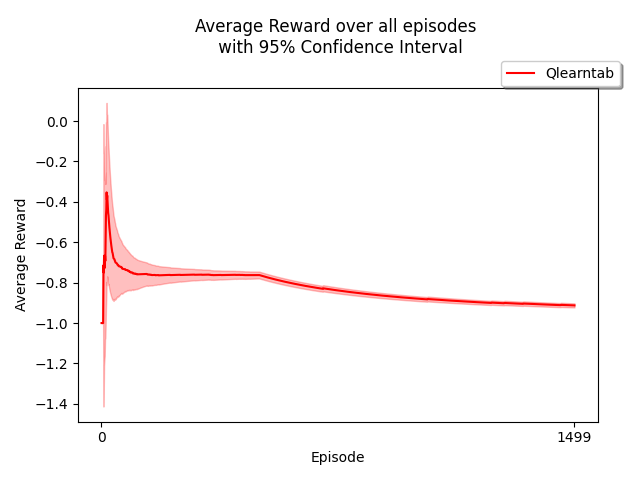 Average Reward over all episodes
with 95% Confidence Interval
Qlearntab
0.0
−0.2
−0.4
−0.6
−0.8
−1.0
−1.2
−1.4
Average Reward
0
1499
Episode